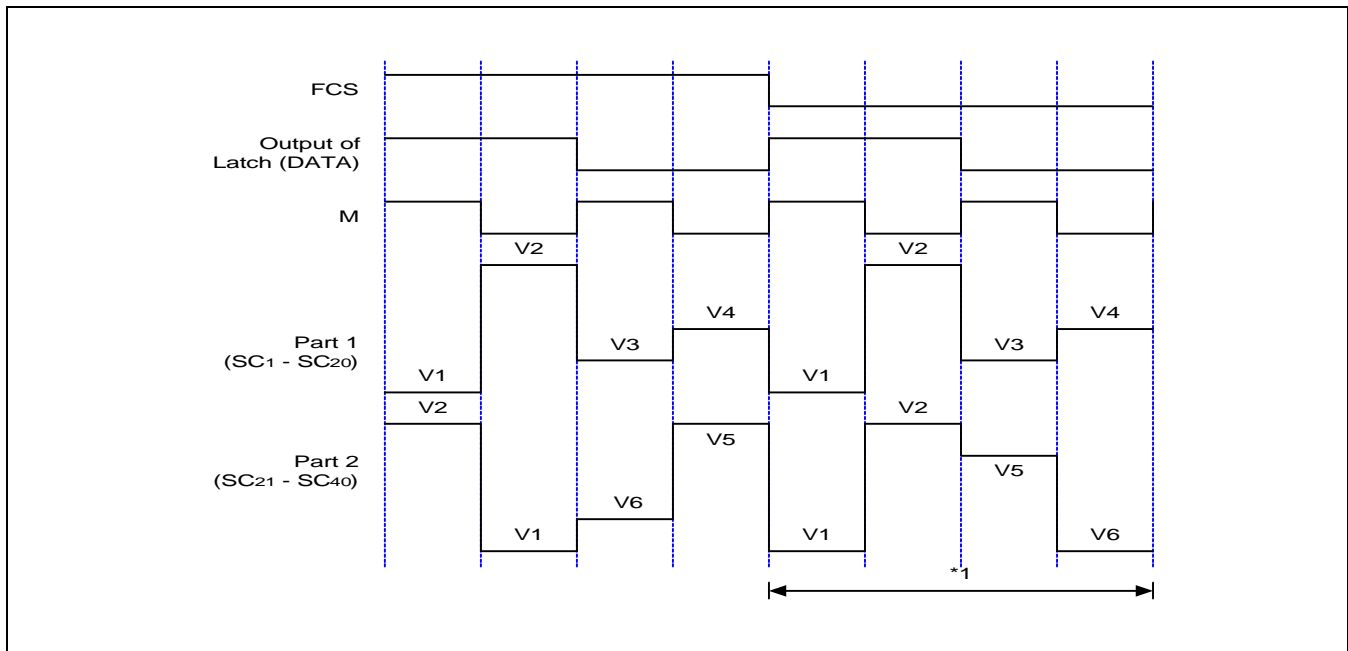 FCS
Output of
Latch (DATA)
M
V2 V2
V4 V4
Part 1
(SC1 - SC20)
V3 V3
V1 V1
V2 V2
Part 2
(SC21 - SC40)
V5 V5
V6
V1 V1 V6
*1